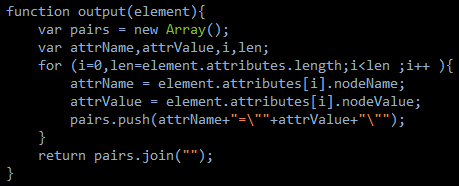 function output(element){
    var pairs = new Array();
    var attrName,attrValue,i,len;
    for (i=0,len=element.attributes.length;i<len ;i++ ){
        attrName = element.attributes[i].nodeName;
        attrValue = element.attributes[i].nodeValue;
        pairs.push(attrName+"=\""+attrValue+"\"");
    }
    return pairs.join("");
}